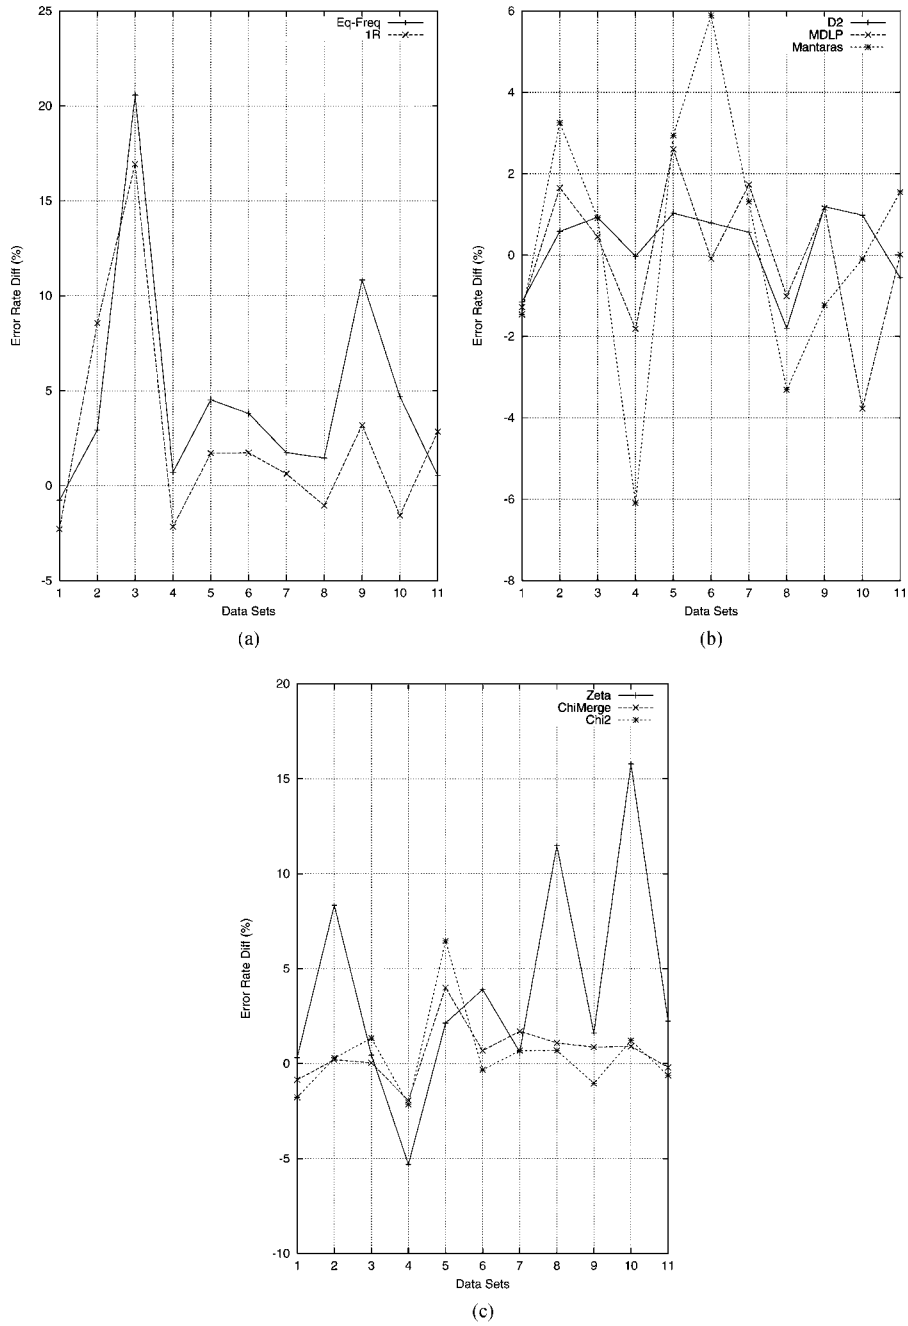 25
20
15
10
5
0
-5
Error Rate Diff (%)
Eq-Freq
1R
1 2 3 4 5 6 7 8 9 10 11
Data Sets
(a)
6
4
2
0
-2
-4
-6
-8
Error Rate Diff (%)
D2
MDLP
Mantaras
1 2 3 4 5 6 7 8 9 10 11
Data Sets
(b)
20
15
10
5
0
-5
-10
Error Rate Diff (%)
Zeta
ChiMerge
Chi2
1 2 3 4 5 6 7 8 9 10 11
Data Sets
(c)